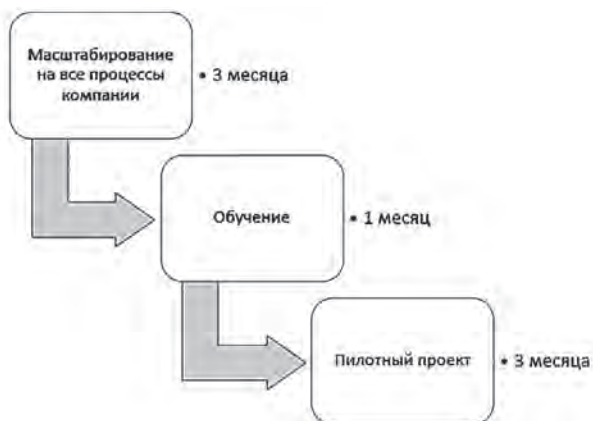 Масштабирование
на все процессы
компании
• 3 месяца
Обучение
• 1 месяц
Пилотный проект
• 3 месяца